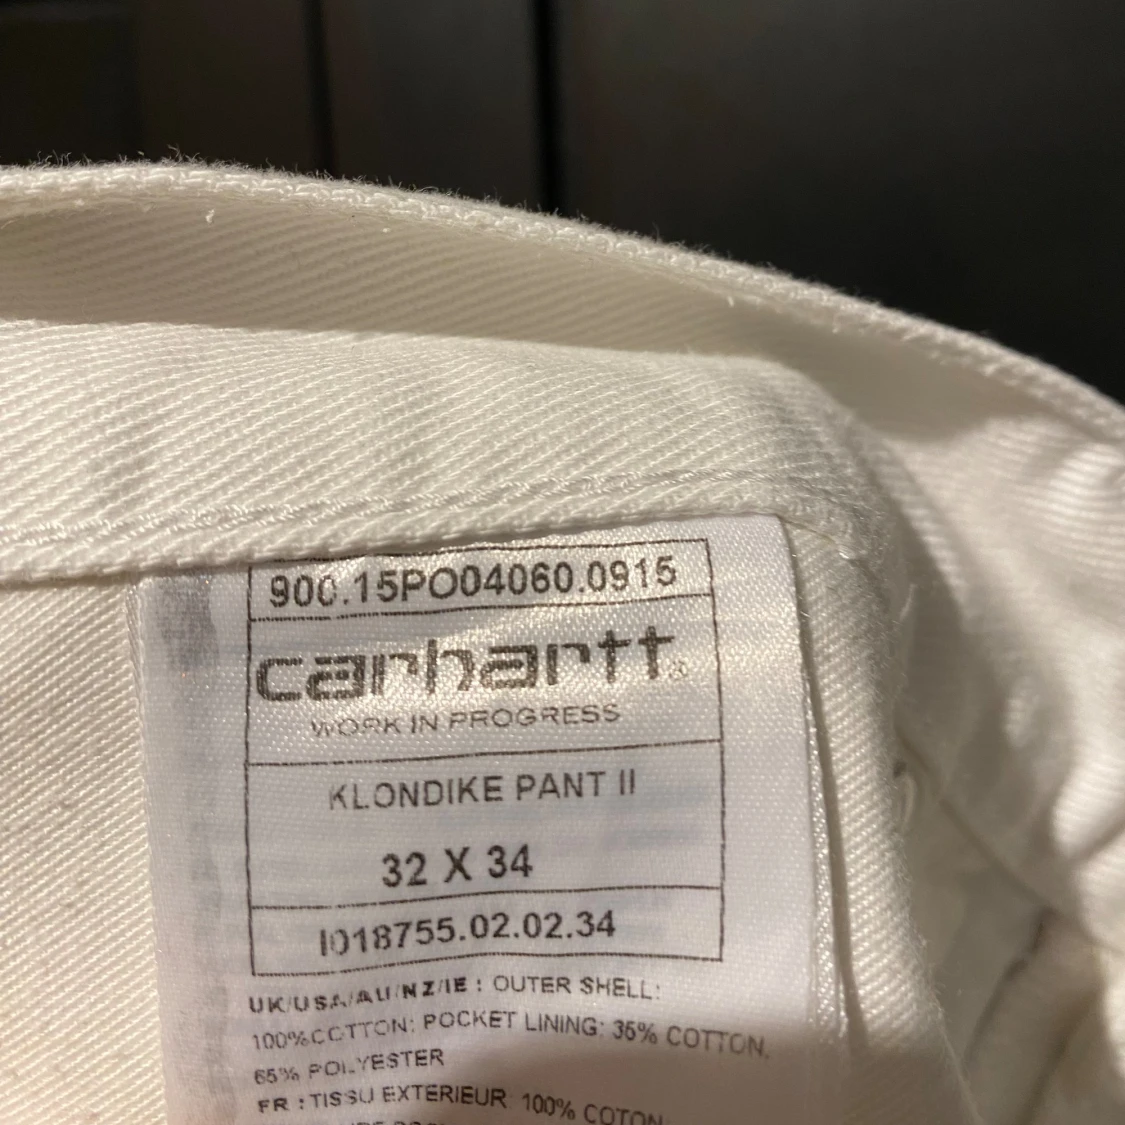 900.15PO04060.0915
carhartt®
WORK IN PROGRESS
KLONDIKE PANT II
32 X 34
I018755.02.02.34
UK/USA/AU/NZ/IE : OUTER SHELL:
100%COTTON; POCKET LINING: 35% COTTON,
65% POLYESTER
FR : TISSU EXTERIEUR: 100% COTON